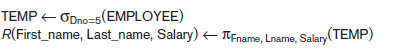 TEMP ← σDno=5(EMPLOYEE)
R(First_name, Last_name, Salary) ← πFname, Lname, Salary(TEMP)